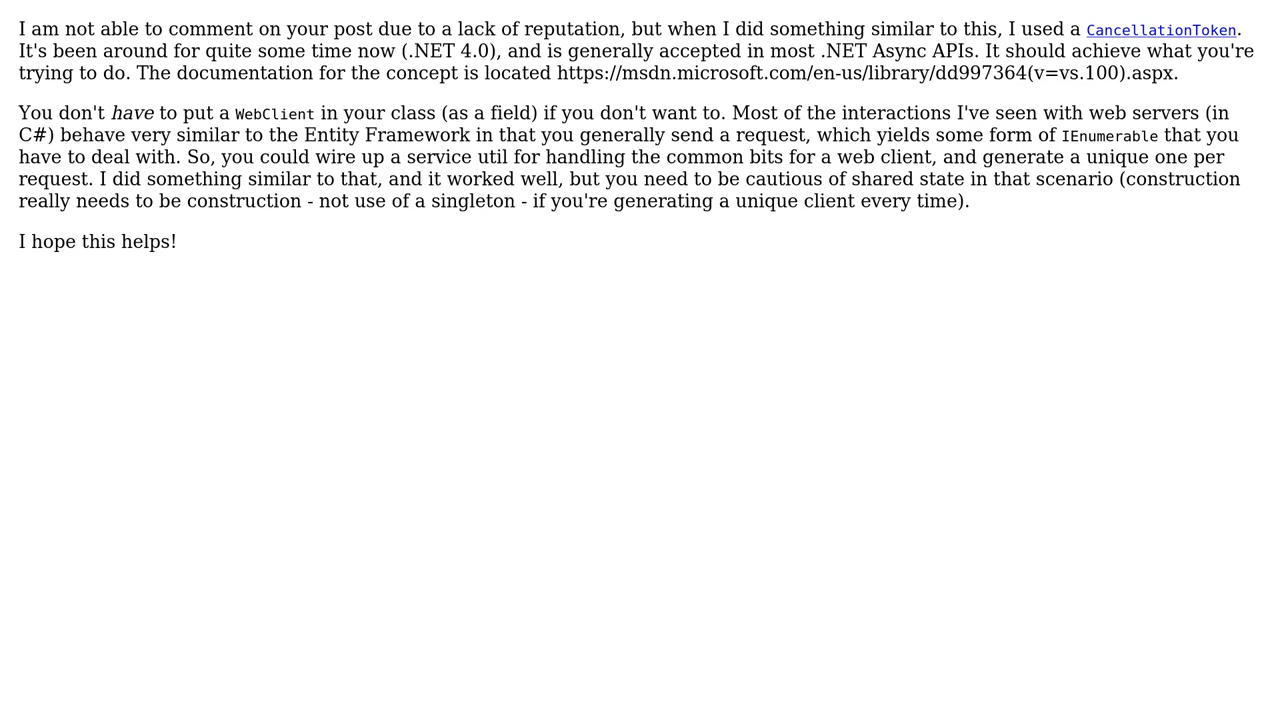 I am not able to comment on your post due to a lack of reputation, but when I did something similar to this, I used a CancellationToken.
It's been around for quite some time now (.NET 4.0), and is generally accepted in most .NET Async APIs. It should achieve what you're
trying to do. The documentation for the concept is located https://msdn.microsoft.com/en-us/library/dd997364(v=vs.100).aspx.
You don't have to put a WebClient in your class (as a field) if you don't want to. Most of the interactions I've seen with web servers (in
C#) behave very similar to the Entity Framework in that you generally send a request, which yields some form of IEnumerable that you
have to deal with. So, you could wire up a service util for handling the common bits for a web client, and generate a unique one per
request. I did something similar to that, and it worked well, but you need to be cautious of shared state in that scenario (construction
really needs to be construction - not use of a singleton - if you're generating a unique client every time).
I hope this helps!